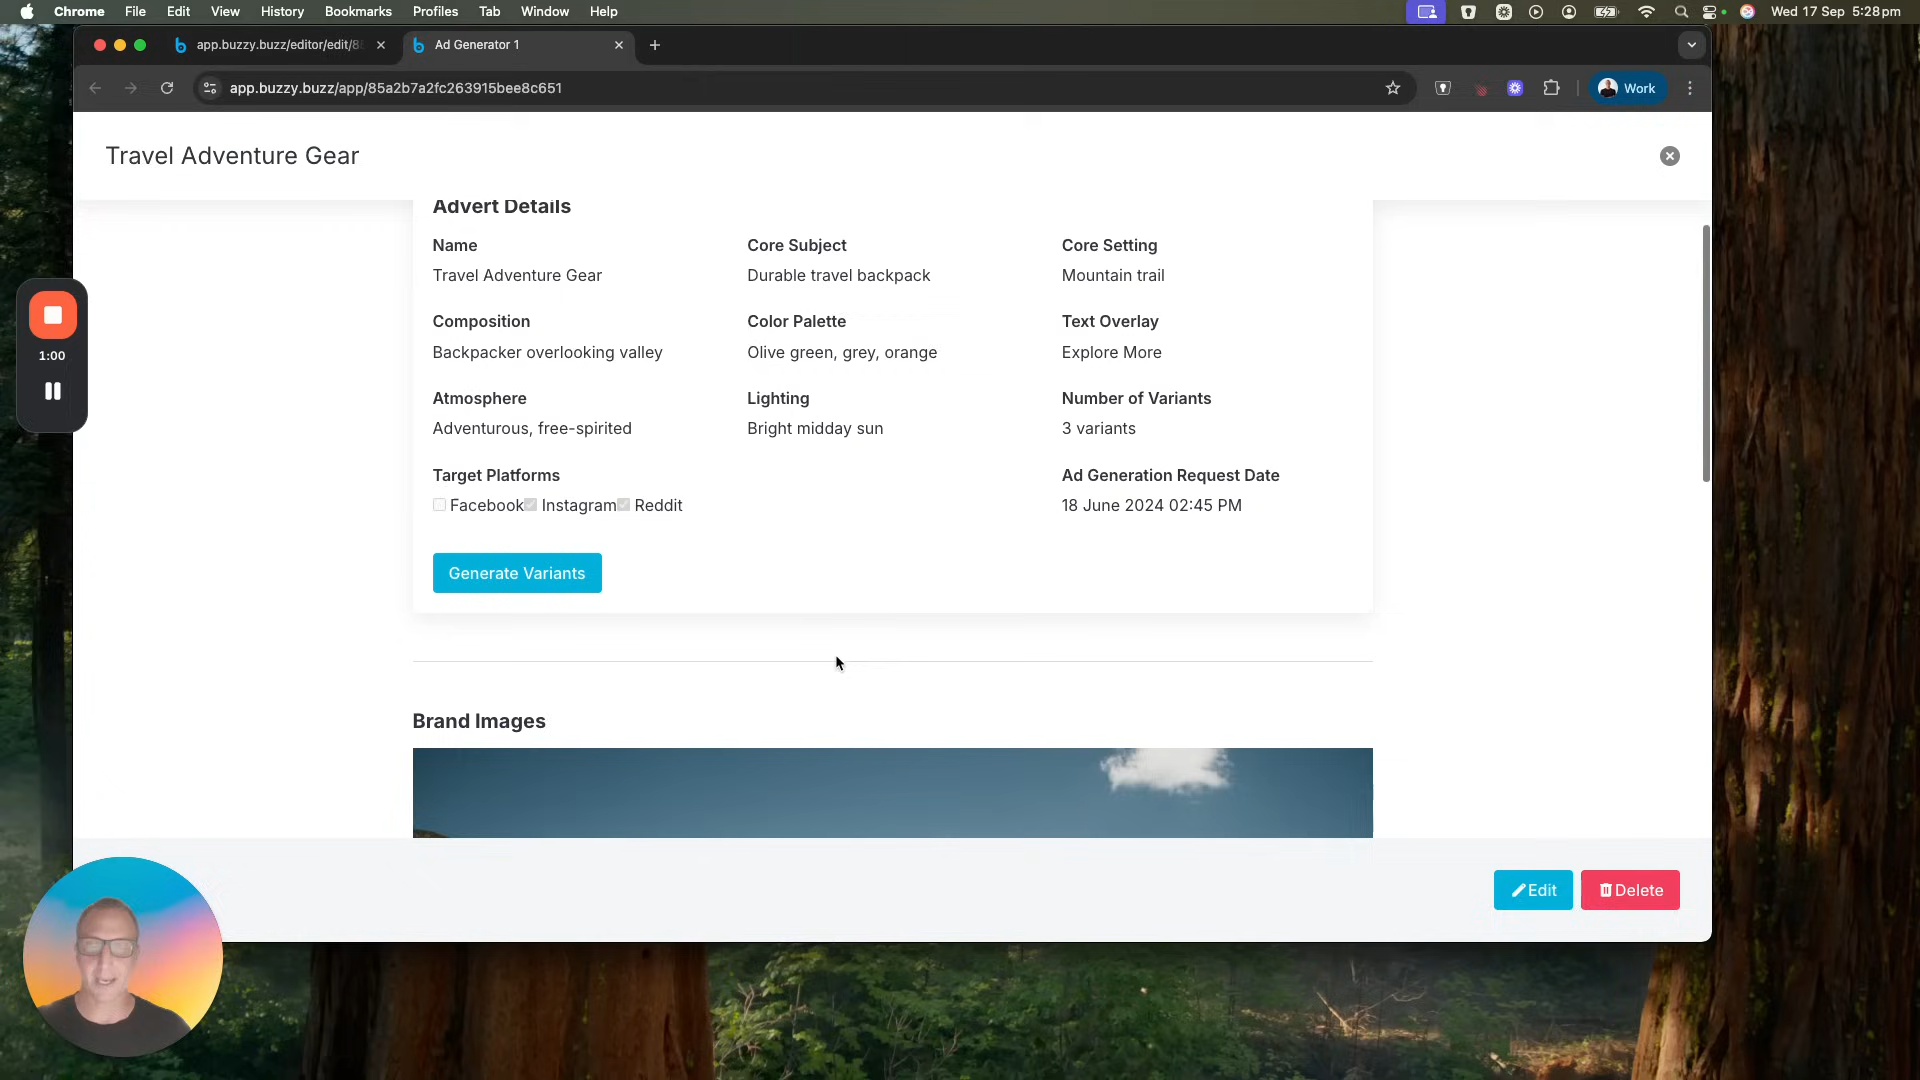 Chrome File Edit View History Bookmarks Profiles Tab Window Help Wed 17 Sep 5:28 pm
app.buzzy.buzz/editor/edit/8 Ad Generator 1
app.buzzy.buzz/app/85a2b7a2fc263915bee8c651 Work
Travel Adventure Gear
Advert Details
Name Core Subject Core Setting
Travel Adventure Gear Durable travel backpack Mountain trail
Composition Color Palette Text Overlay
Backpacker overlooking valley Olive green, grey, orange Explore More
Atmosphere Lighting Number of Variants
Adventurous, free-spirited Bright midday sun 3 variants
Target Platforms Ad Generation Request Date
Facebook Instagram Reddit 18 June 2024 02:45 PM
Generate Variants
Brand Images
Edit Delete
1:00